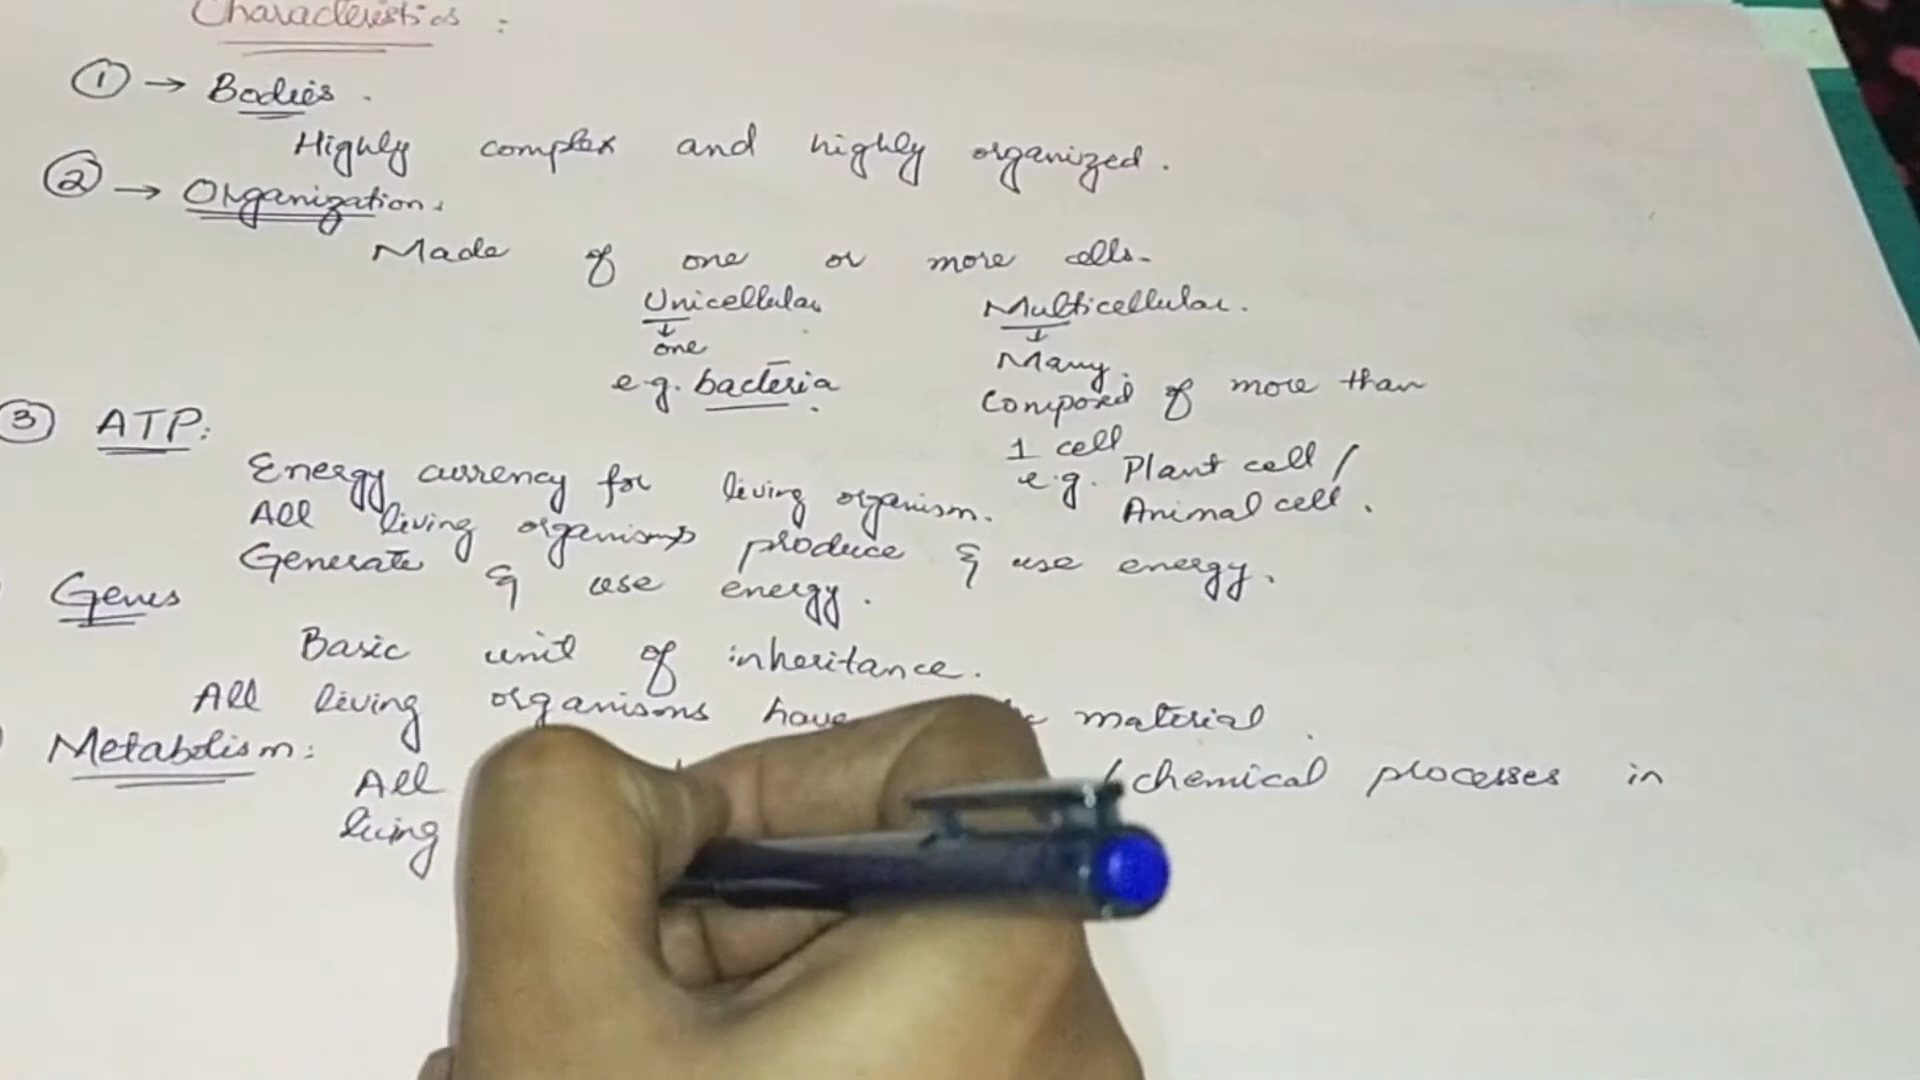 Characteristics :
① → Bodies .
Highly complex and highly organized .
② → Organization .
Made of one or more cells .
Unicellular Multicellular .
↓ ↓
one Many .
e.g. bacteria . Composed of more than
1 cell
e.g. Plant cell /
Animal cell .
③ ATP :
Energy currency for living organism .
All living organisms produce & use energy .
Generate & use energy .
Genes
Basic unit of inheritance .
All living organisms have material .
Metabolism :
All / chemical processes in
living